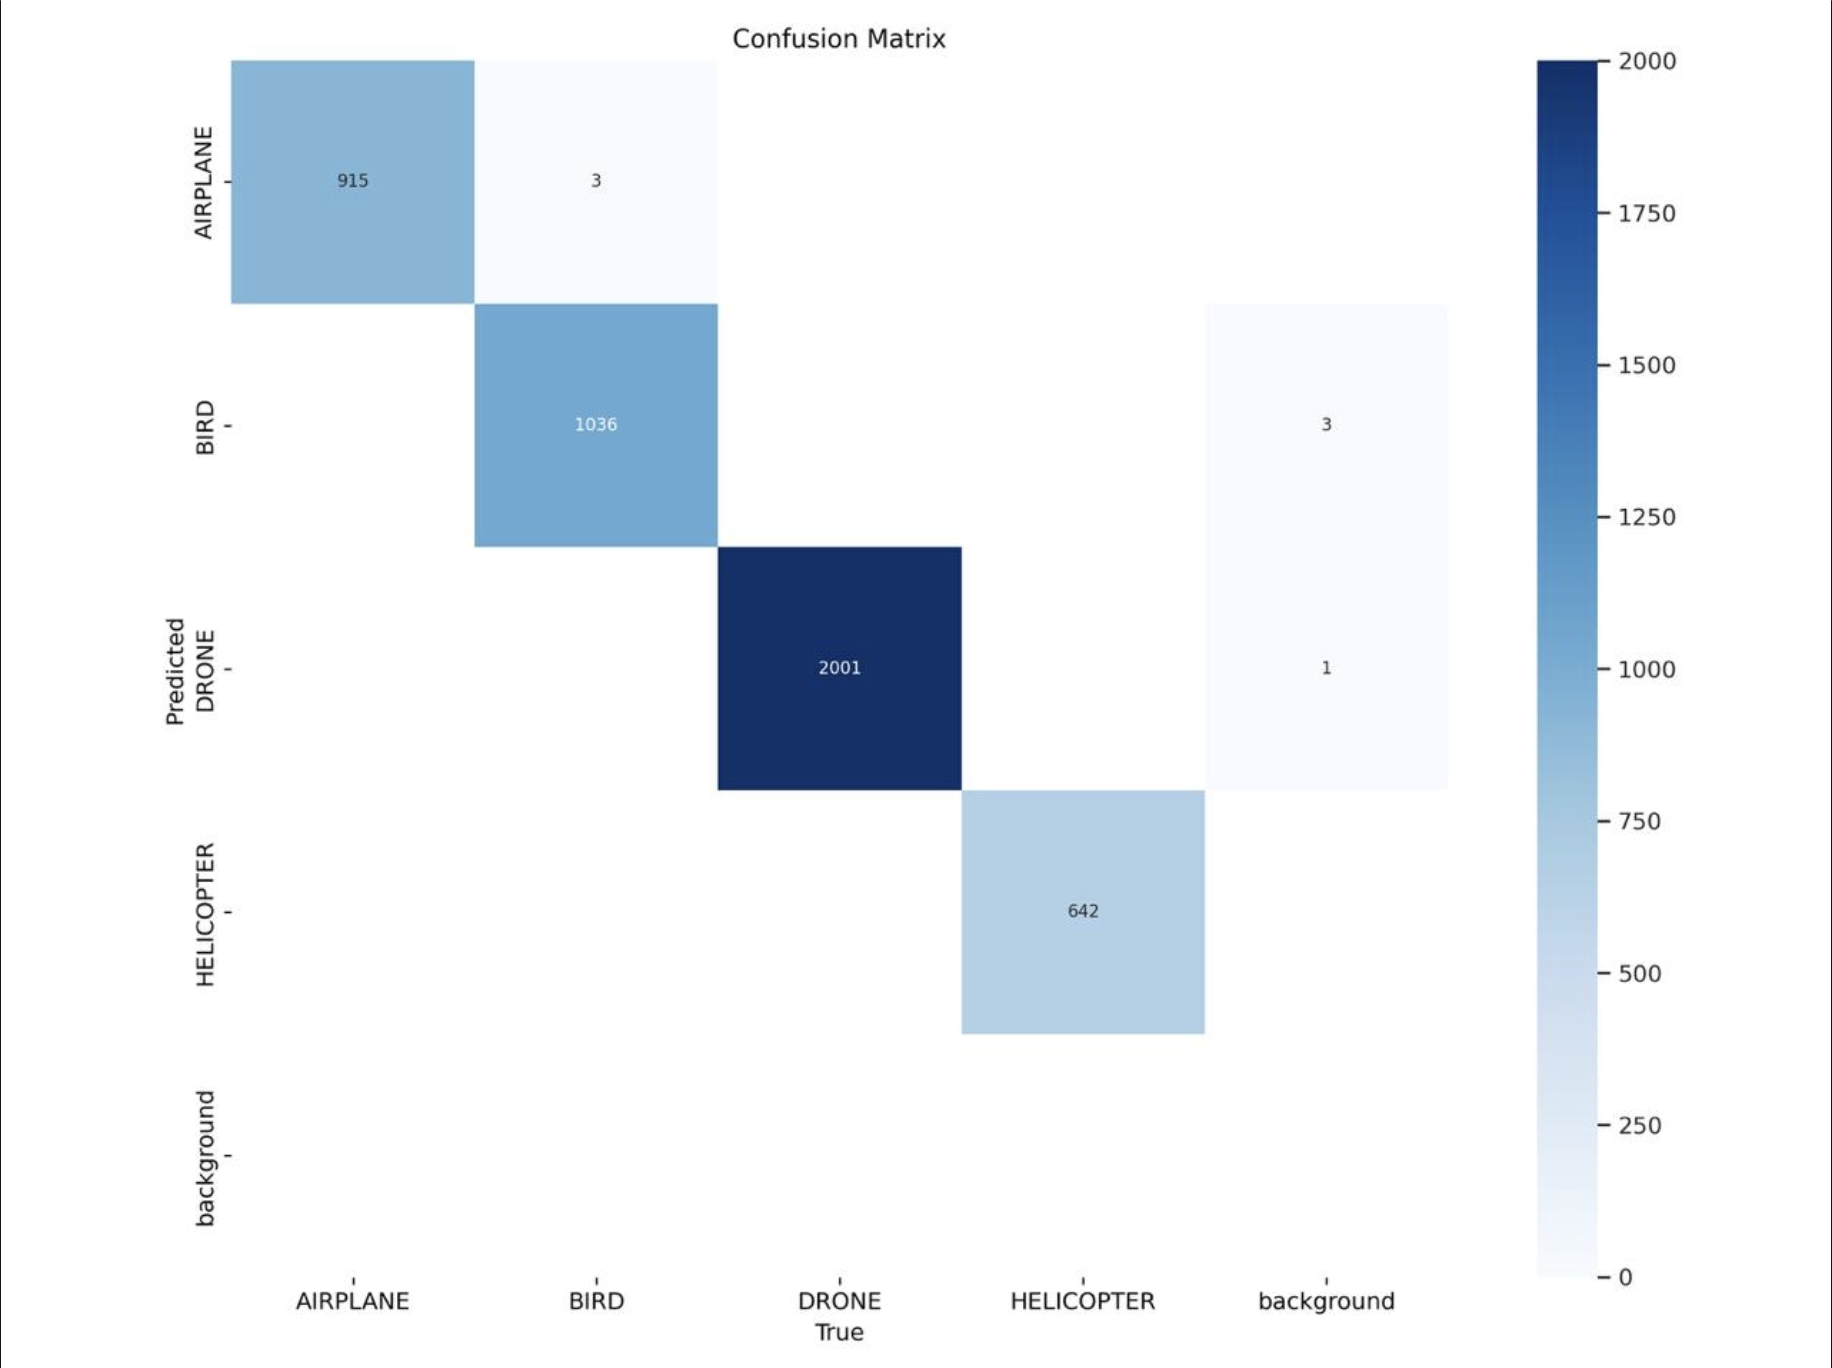 Confusion Matrix
AIRPLANE
915
3
BIRD
1036
3
Predicted
DRONE
2001
1
HELICOPTER
642
background
AIRPLANE
BIRD
DRONE
HELICOPTER
background
True
2000
1750
1500
1250
1000
750
500
250
0